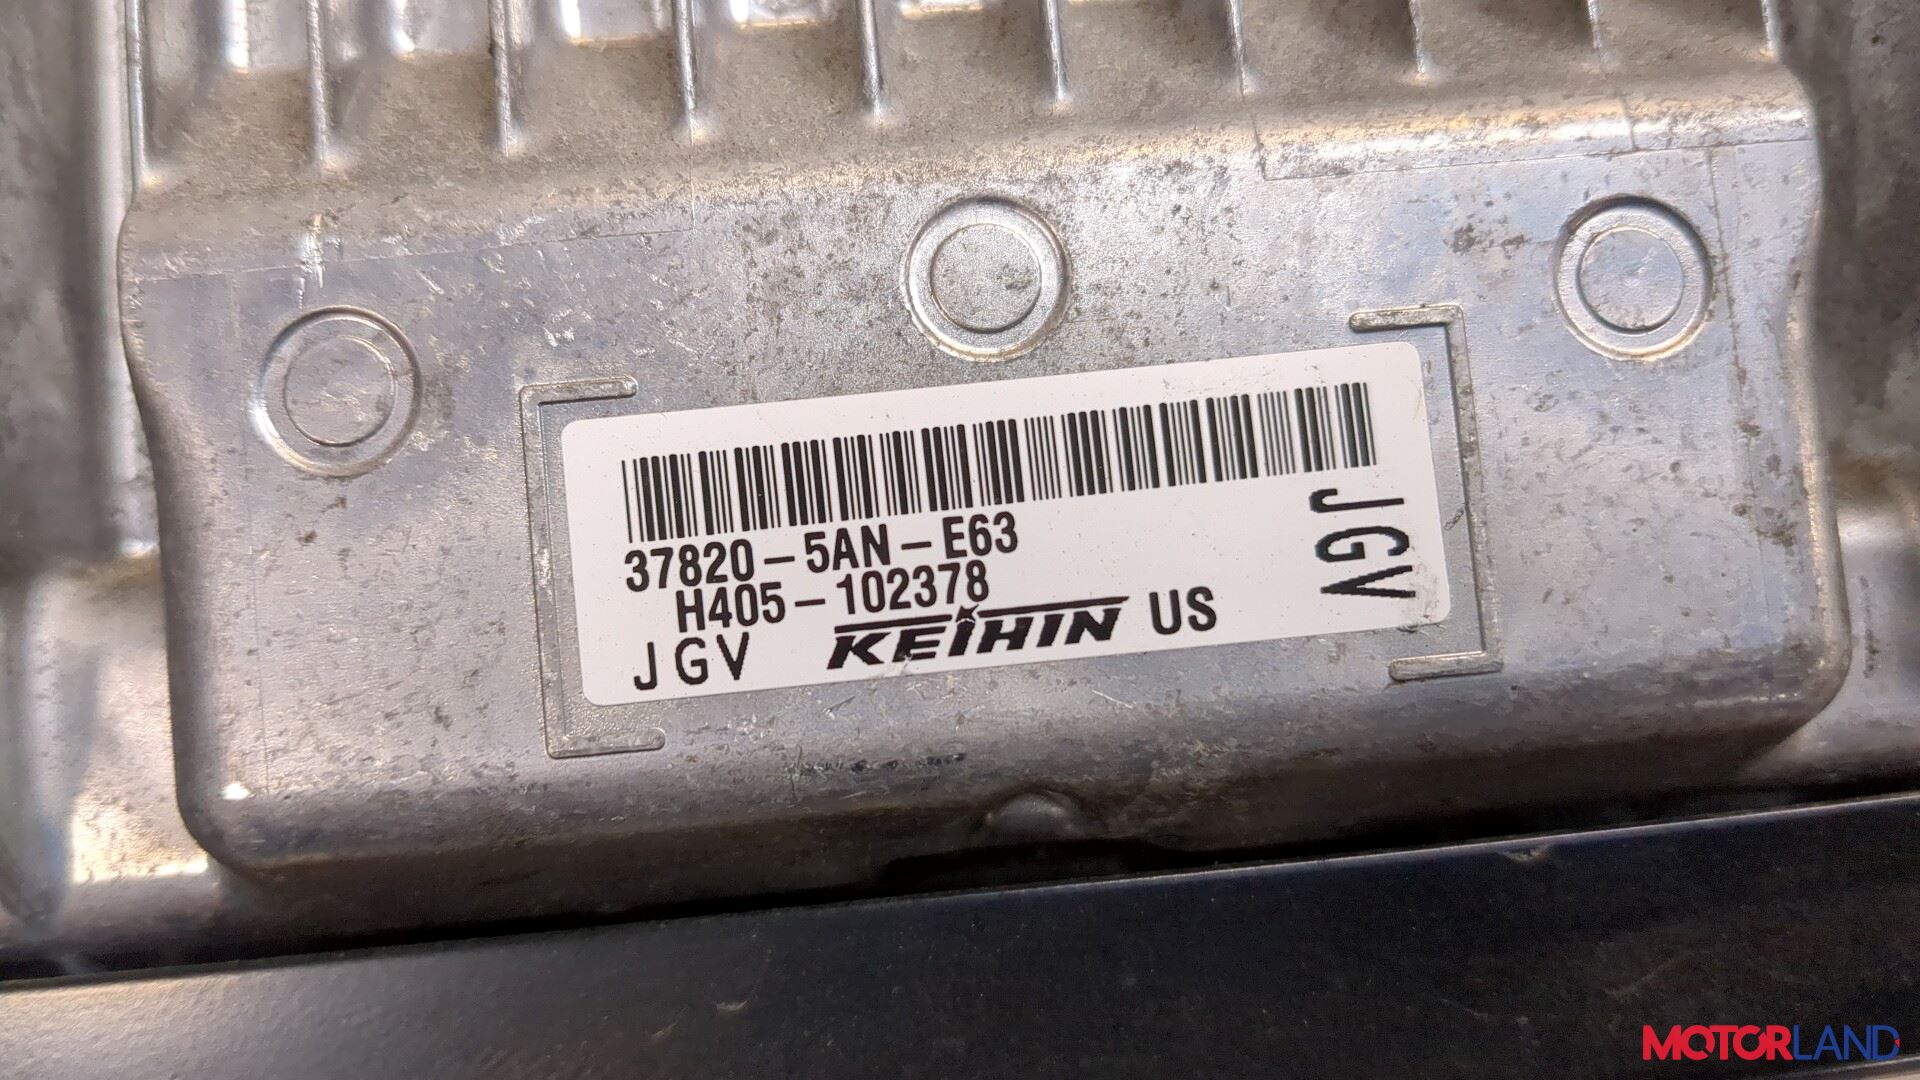 37820-5AN-E63
H405-102378
JGV KEIHIN US
JGV
MOTORLAND